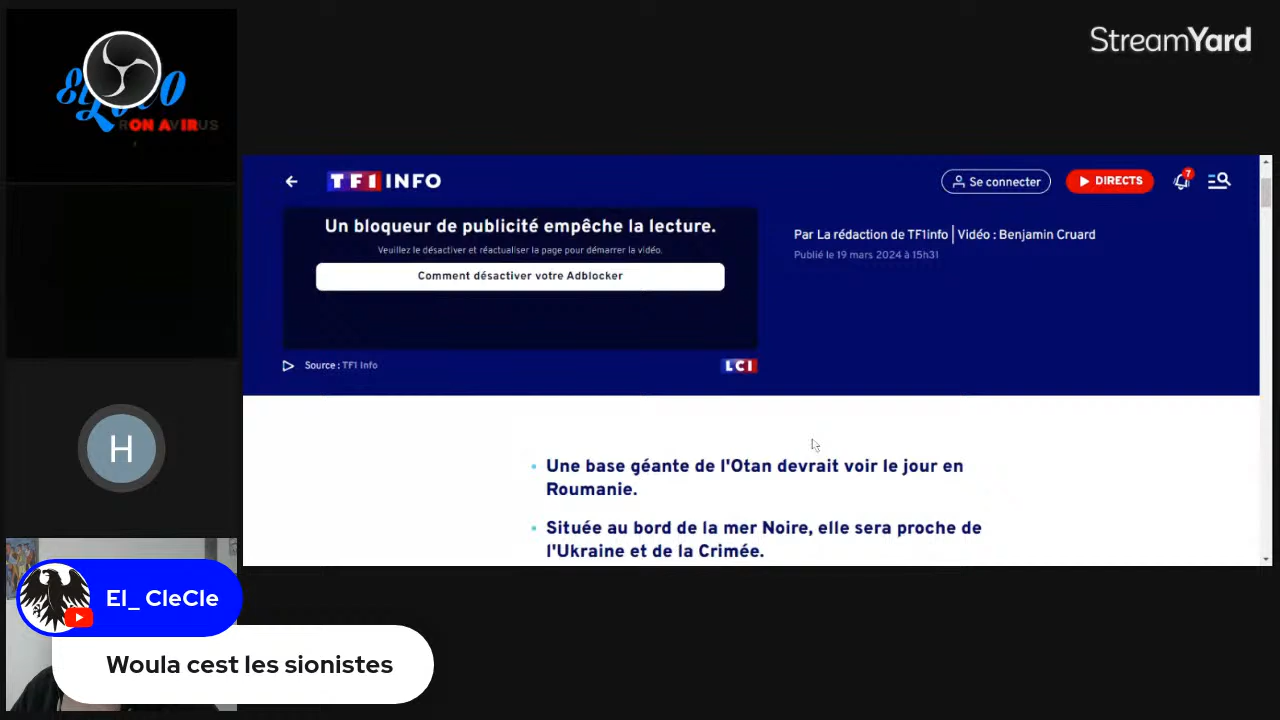 StreamYard
ELOCO
RON AVIRUS
TF1 INFO
Se connecter
DIRECTS
7
Un bloqueur de publicité empêche la lecture.
Veuillez le désactiver et réactualiser la page pour démarrer la vidéo.
Comment désactiver votre Adblocker
Par La rédaction de TF1info | Vidéo : Benjamin Cruard
Publié le 19 mars 2024 à 15h31
Source : TF1 Info
LCI
H
Une base géante de l'Otan devrait voir le jour en
Roumanie.
Située au bord de la mer Noire, elle sera proche de
l'Ukraine et de la Crimée.
El_ CleCle
Woula cest les sionistes